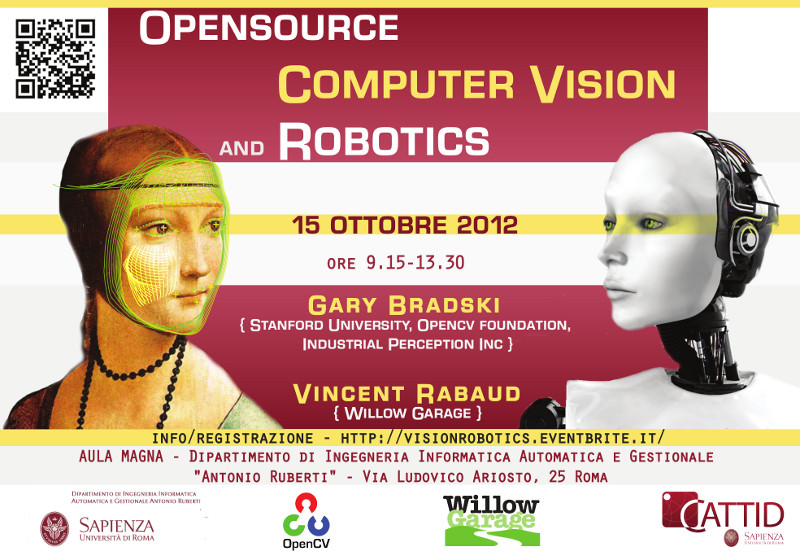 OPENSOURCE
COMPUTER VISION
AND ROBOTICS
15 OTTOBRE 2012
ORE 9.15-13.30
GARY BRADSKI
{ STANFORD UNIVERSITY, OPENCV FOUNDATION,
INDUSTRIAL PERCEPTION INC }
VINCENT RABAUD
{ WILLOW GARAGE }
INFO/REGISTRAZIONE - HTTP://VISIONROBOTICS.EVENTBRITE.IT/
AULA MAGNA - DIPARTIMENTO DI INGEGNERIA INFORMATICA AUTOMATICA E GESTIONALE
"ANTONIO RUBERTI" - VIA LUDOVICO ARIOSTO, 25 ROMA
DIPARTIMENTO DI INGEGNERIA INFORMATICA
AUTOMATICA E GESTIONALE ANTONIO RUBERTI
SAPIENZA
UNIVERSITÀ DI ROMA
OpenCV
Willow
Garage
CATTID
SAPIENZA
UNIVERSITÀ DI ROMA